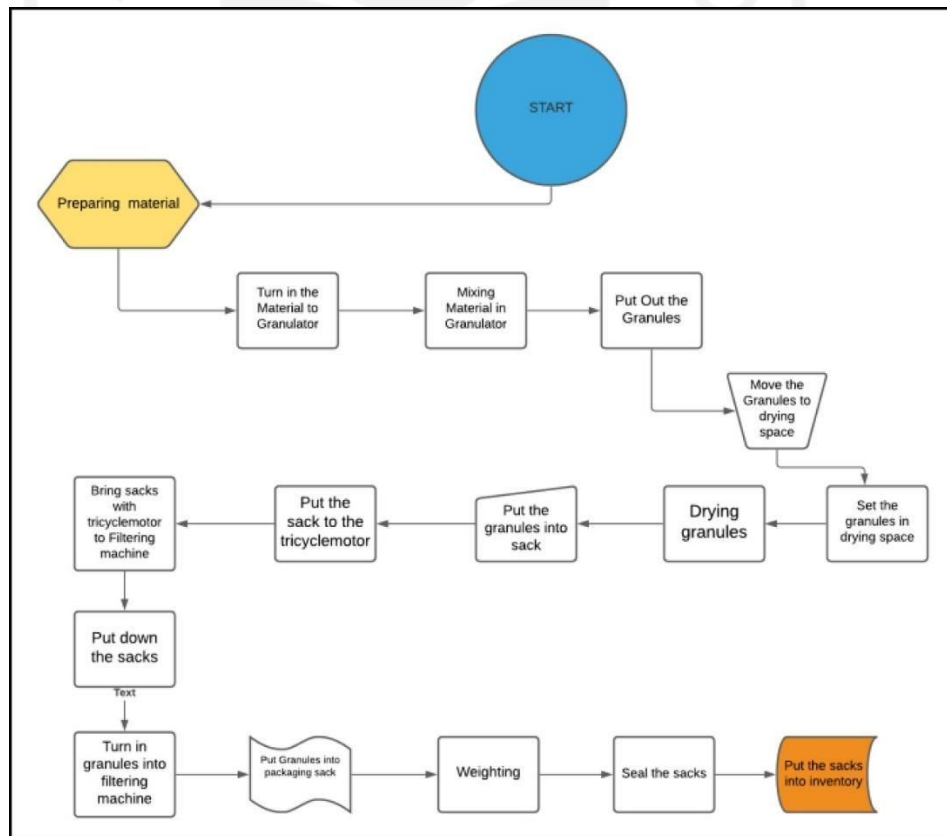 START
Preparing material
Turn in the
Material to
Granulator
Mixing
Material in
Granulator
Put Out the
Granules
Move the
Granules to
drying
space
Set the
granules in
drying space
Drying
granules
Put the
granules into
sack
Put the
sack to the
tricyclemotor
Bring sacks
with
tricyclemotor
to Filtering
machine
Put down
the sacks
Text
Turn in
granules into
filtering
machine
Put Granules into
packaging sack
Weighting
Seal the sacks
Put the sacks
into inventory